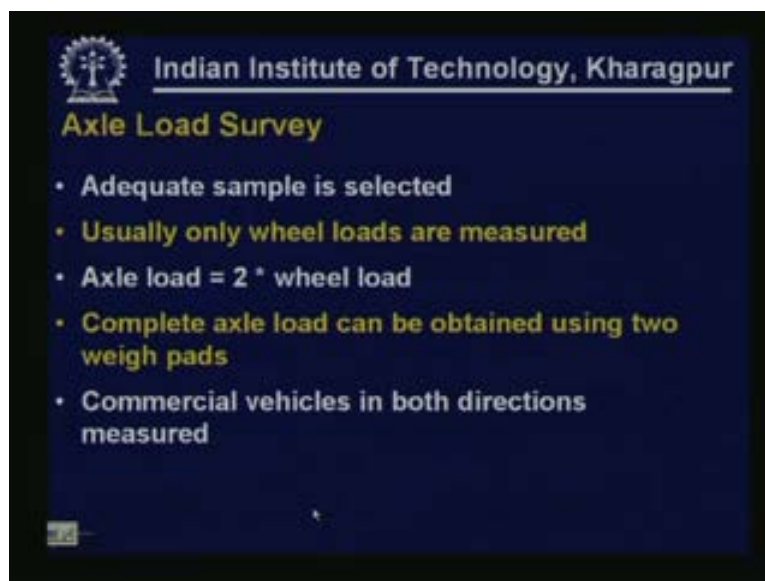 Indian Institute of Technology, Kharagpur
Axle Load Survey
• Adequate sample is selected
• Usually only wheel loads are measured
• Axle load = 2 * wheel load
• Complete axle load can be obtained using two
weigh pads
• Commercial vehicles in both directions
measured